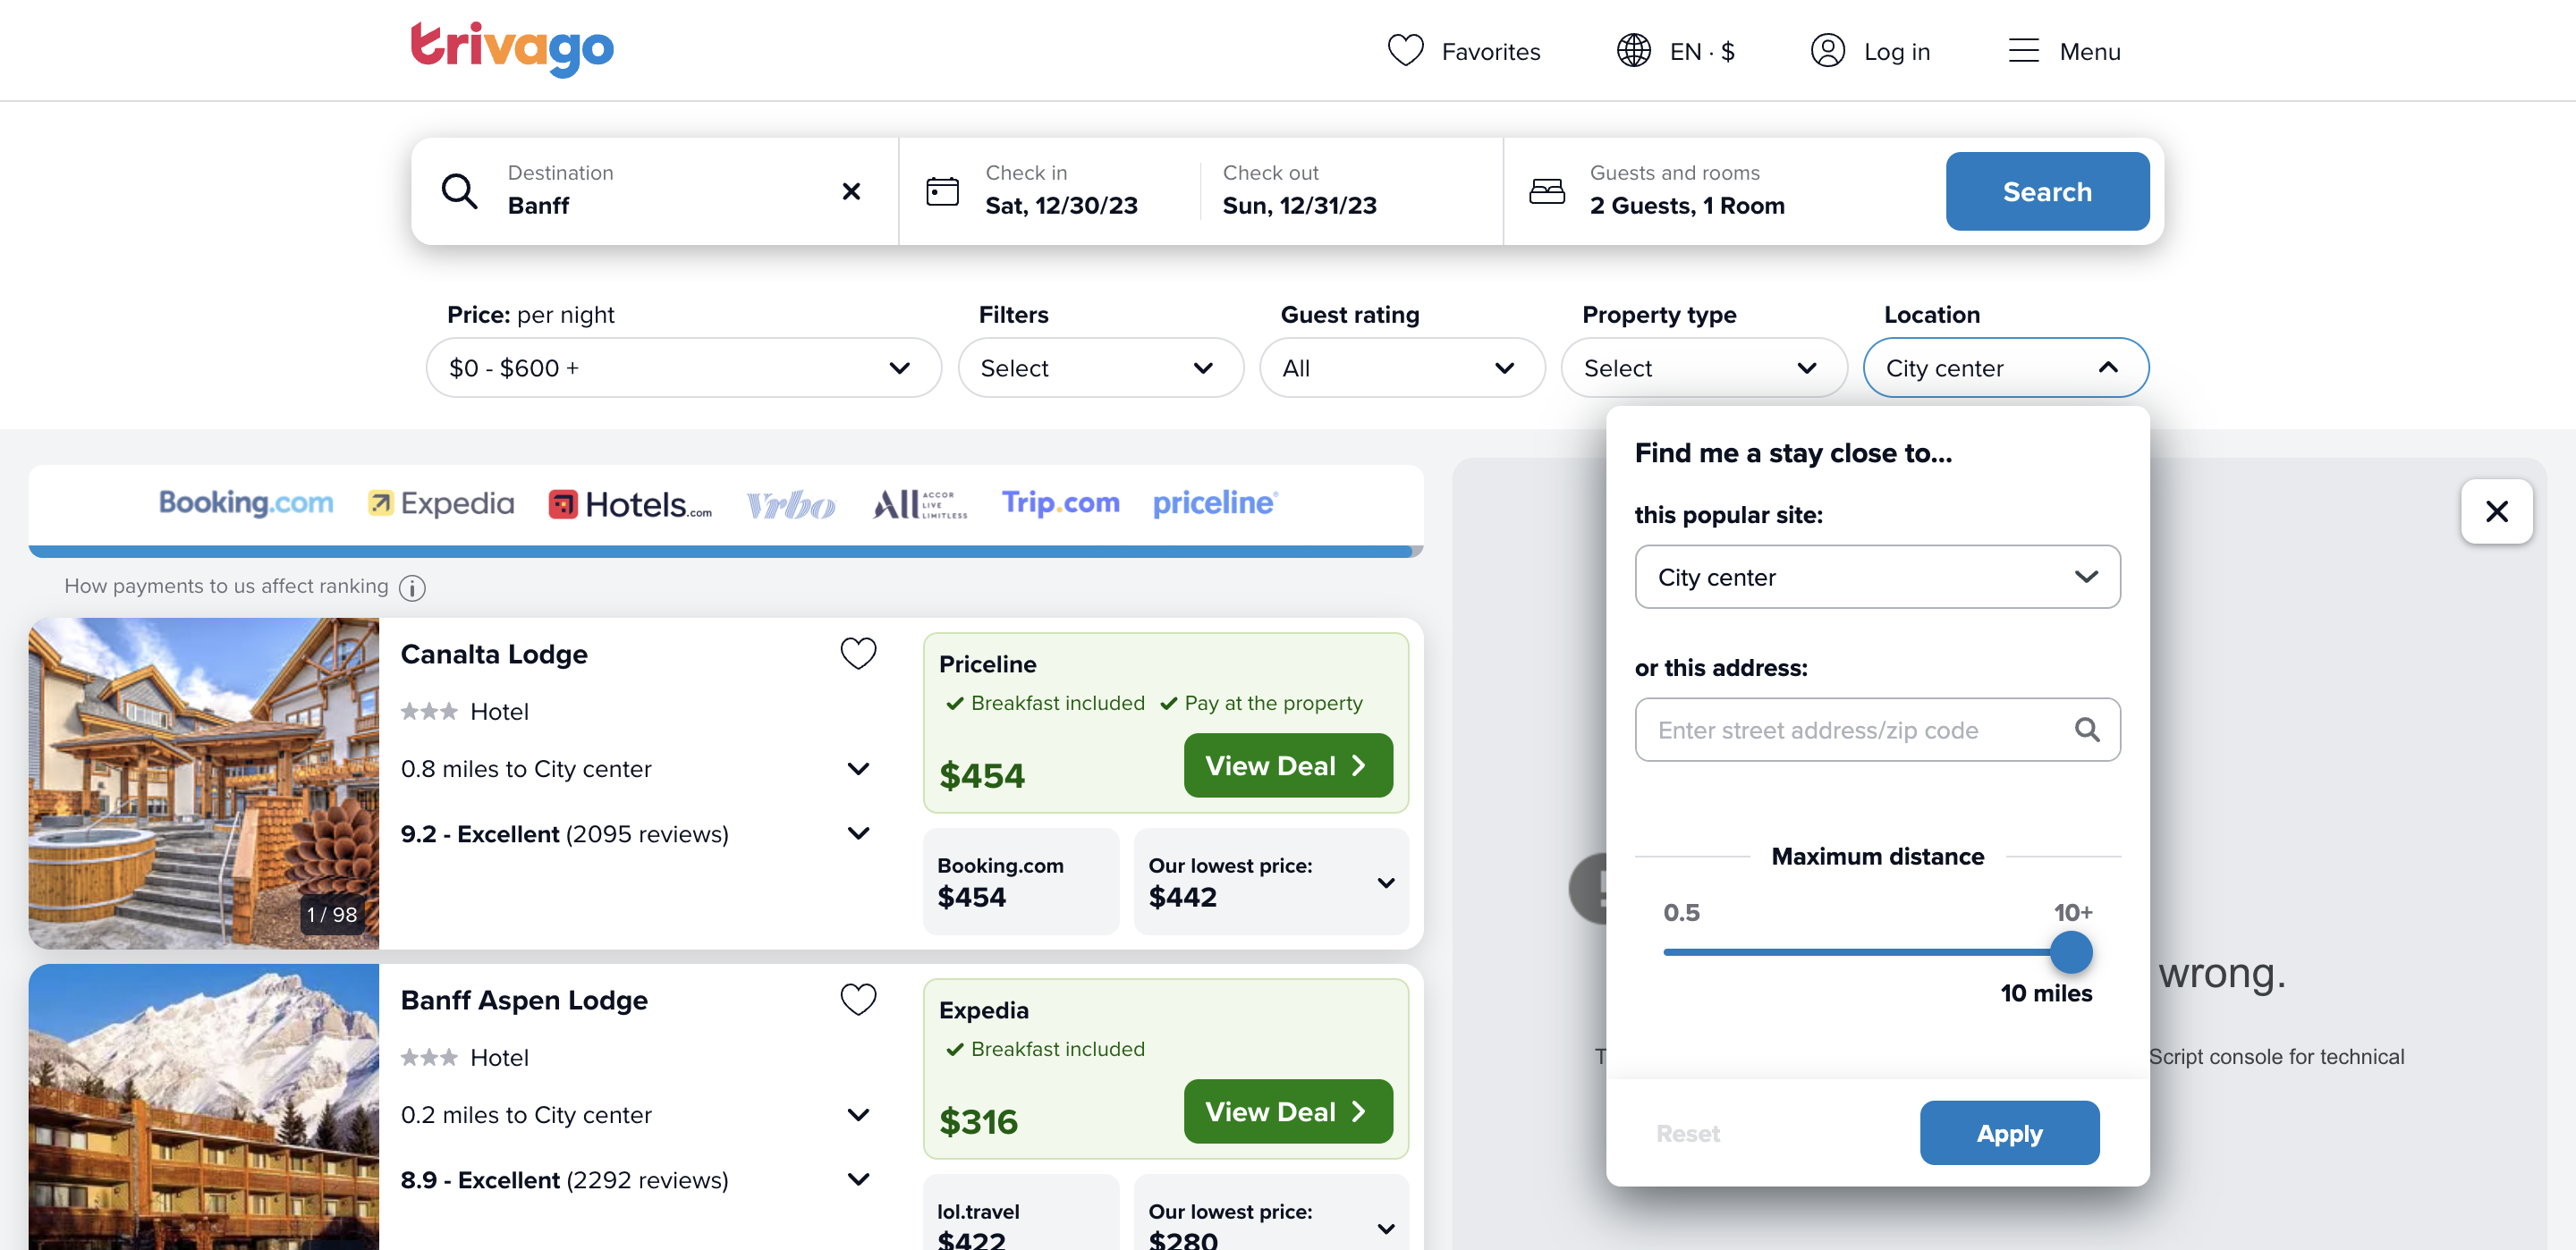 trivago
Favorites
EN · $
Log in
Menu
Destination
Banff
Check in
Sat, 12/30/23
Check out
Sun, 12/31/23
Guests and rooms
2 Guests, 1 Room
Search
Price: per night
Filters
Guest rating
Property type
Location
$0 - $600 +
Select
All
Select
City center
Booking.com
Expedia
Hotels.com
Vrbo
All ACCOR LIVE LIMITLESS
Trip.com
priceline
How payments to us affect ranking
Canalta Lodge
Hotel
0.8 miles to City center
9.2 - Excellent (2095 reviews)
1 / 98
Priceline
Breakfast included
Pay at the property
$454
View Deal
Booking.com
$454
Our lowest price:
$442
Banff Aspen Lodge
Hotel
0.2 miles to City center
8.9 - Excellent (2292 reviews)
Expedia
Breakfast included
$316
View Deal
lol.travel
$422
Our lowest price:
$280
Find me a stay close to...
this popular site:
City center
or this address:
Enter street address/zip code
Maximum distance
0.5
10+
10 miles
Reset
Apply
wrong.
Script console for technical